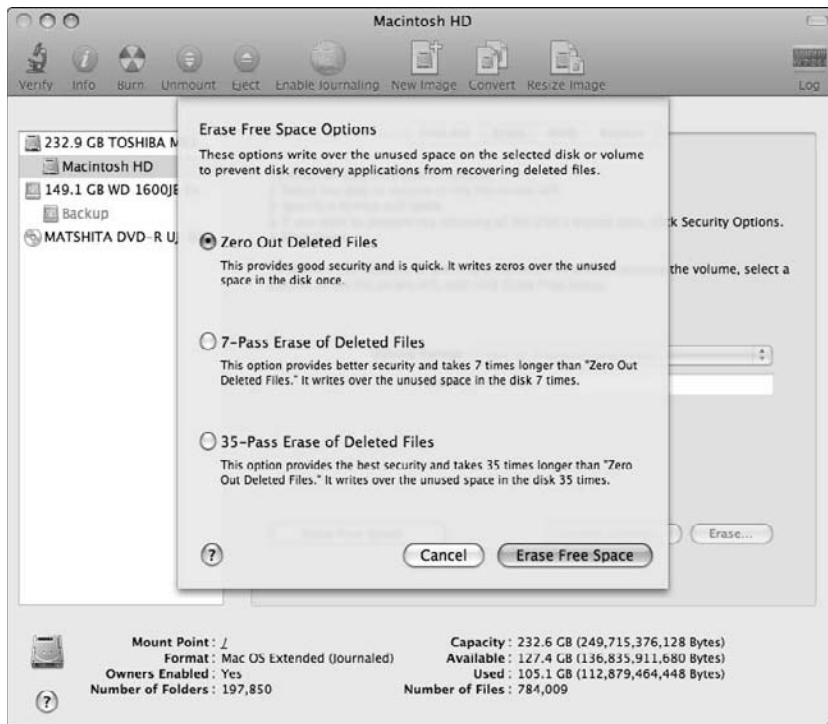 Macintosh HD
Verify Info Burn Unmount Eject Enable Journaling New Image Convert Resize Image Log
232.9 GB TOSHIBA
Macintosh HD
149.1 GB WD 1600JB
Backup
MATSHITA DVD-R UJ
Erase Free Space Options
These options write over the unused space on the selected disk or volume
to prevent disk recovery applications from recovering deleted files.
Security Options.
Zero Out Deleted Files
This provides good security and is quick. It writes zeros over the unused
space in the disk once.
the volume, select a
7-Pass Erase of Deleted Files
This option provides better security and takes 7 times longer than "Zero Out
Deleted Files." It writes over the unused space in the disk 7 times.
35-Pass Erase of Deleted Files
This option provides the best security and takes 35 times longer than "Zero
Out Deleted Files." It writes over the unused space in the disk 35 times.
? Cancel Erase Free Space Erase...
Mount Point : /
Format : Mac OS Extended (Journaled)
Owners Enabled : Yes
Number of Folders : 197,850
Capacity : 232.6 GB (249,715,376,128 Bytes)
Available : 127.4 GB (136,835,911,680 Bytes)
Used : 105.1 GB (112,879,464,448 Bytes)
Number of Files : 784,009
?